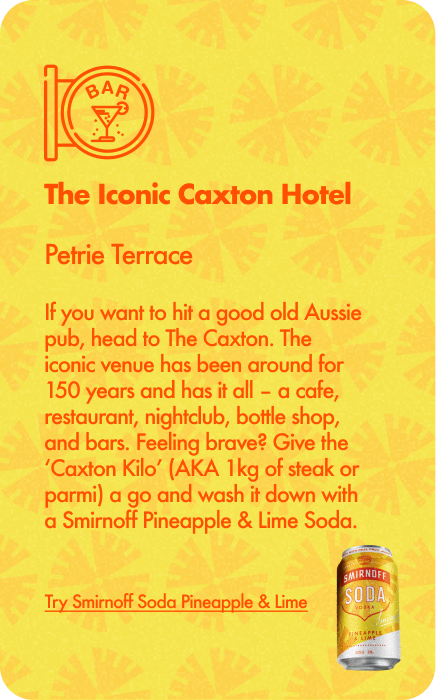 BAR
The Iconic Caxton Hotel
Petrie Terrace
If you want to hit a good old Aussie
pub, head to The Caxton. The
iconic venue has been around for
150 years and has it all – a cafe,
restaurant, nightclub, bottle shop,
and bars. Feeling brave? Give the
‘Caxton Kilo’ (AKA 1kg of steak or
parmi) a go and wash it down with
a Smirnoff Pineapple & Lime Soda.
Try Smirnoff Soda Pineapple & Lime
SMIRNOFF
SODA
VODKA
PINEAPPLE
& LIME